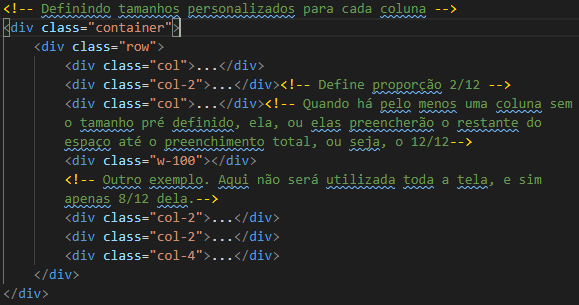 <!-- Definindo tamanhos personalizados para cada coluna -->
<div class="container">
<div class="row">
<div class="col">...</div>
<div class="col-2">...</div><!-- Define proporção 2/12 -->
<div class="col">...</div><!-- Quando há pelo menos uma coluna sem
o tamanho pré definido, ela, ou elas preencherão o restante do
espaço até o preenchimento total, ou seja, o 12/12-->
<div class="w-100"></div>
<!-- Outro exemplo. Aqui não será utilizada toda a tela, e sim
apenas 8/12 dela.-->
<div class="col-2">...</div>
<div class="col-2">...</div>
<div class="col-4">...</div>
</div>
</div>